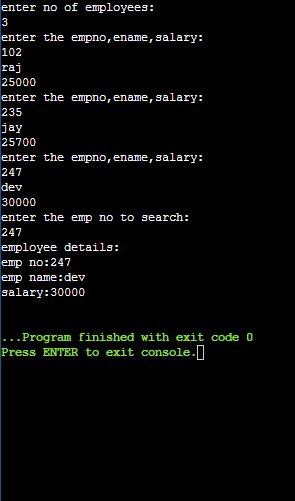 enter no of employees:
3
enter the empno,ename,salary:
102
raj
25000
enter the empno,ename,salary:
235
jay
25700
enter the empno,ename,salary:
247
dev
30000
enter the emp no to search:
247
employee details:
emp no:247
emp name:dev
salary:30000
...Program finished with exit code 0
Press ENTER to exit console.